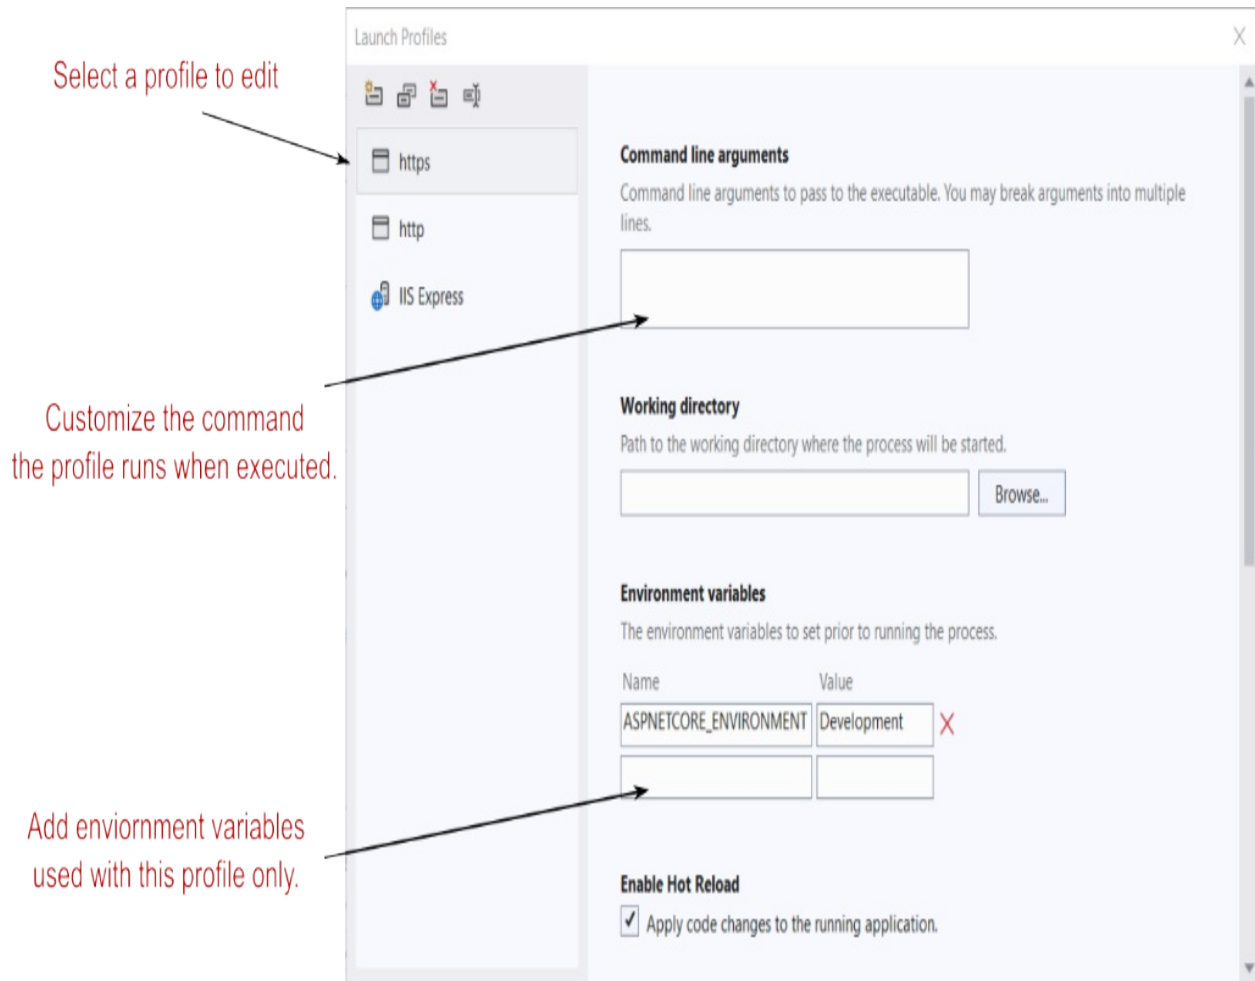 Launch Profiles
Select a profile to edit
https
http
IIS Express
Command line arguments
Command line arguments to pass to the executable. You may break arguments into multiple
lines.
Customize the command
the profile runs when executed.
Working directory
Path to the working directory where the process will be started.
Browse...
Environment variables
The environment variables to set prior to running the process.
Name Value
ASPNETCORE_ENVIRONMENT Development
Add enviornment variables
used with this profile only.
Enable Hot Reload
Apply code changes to the running application.